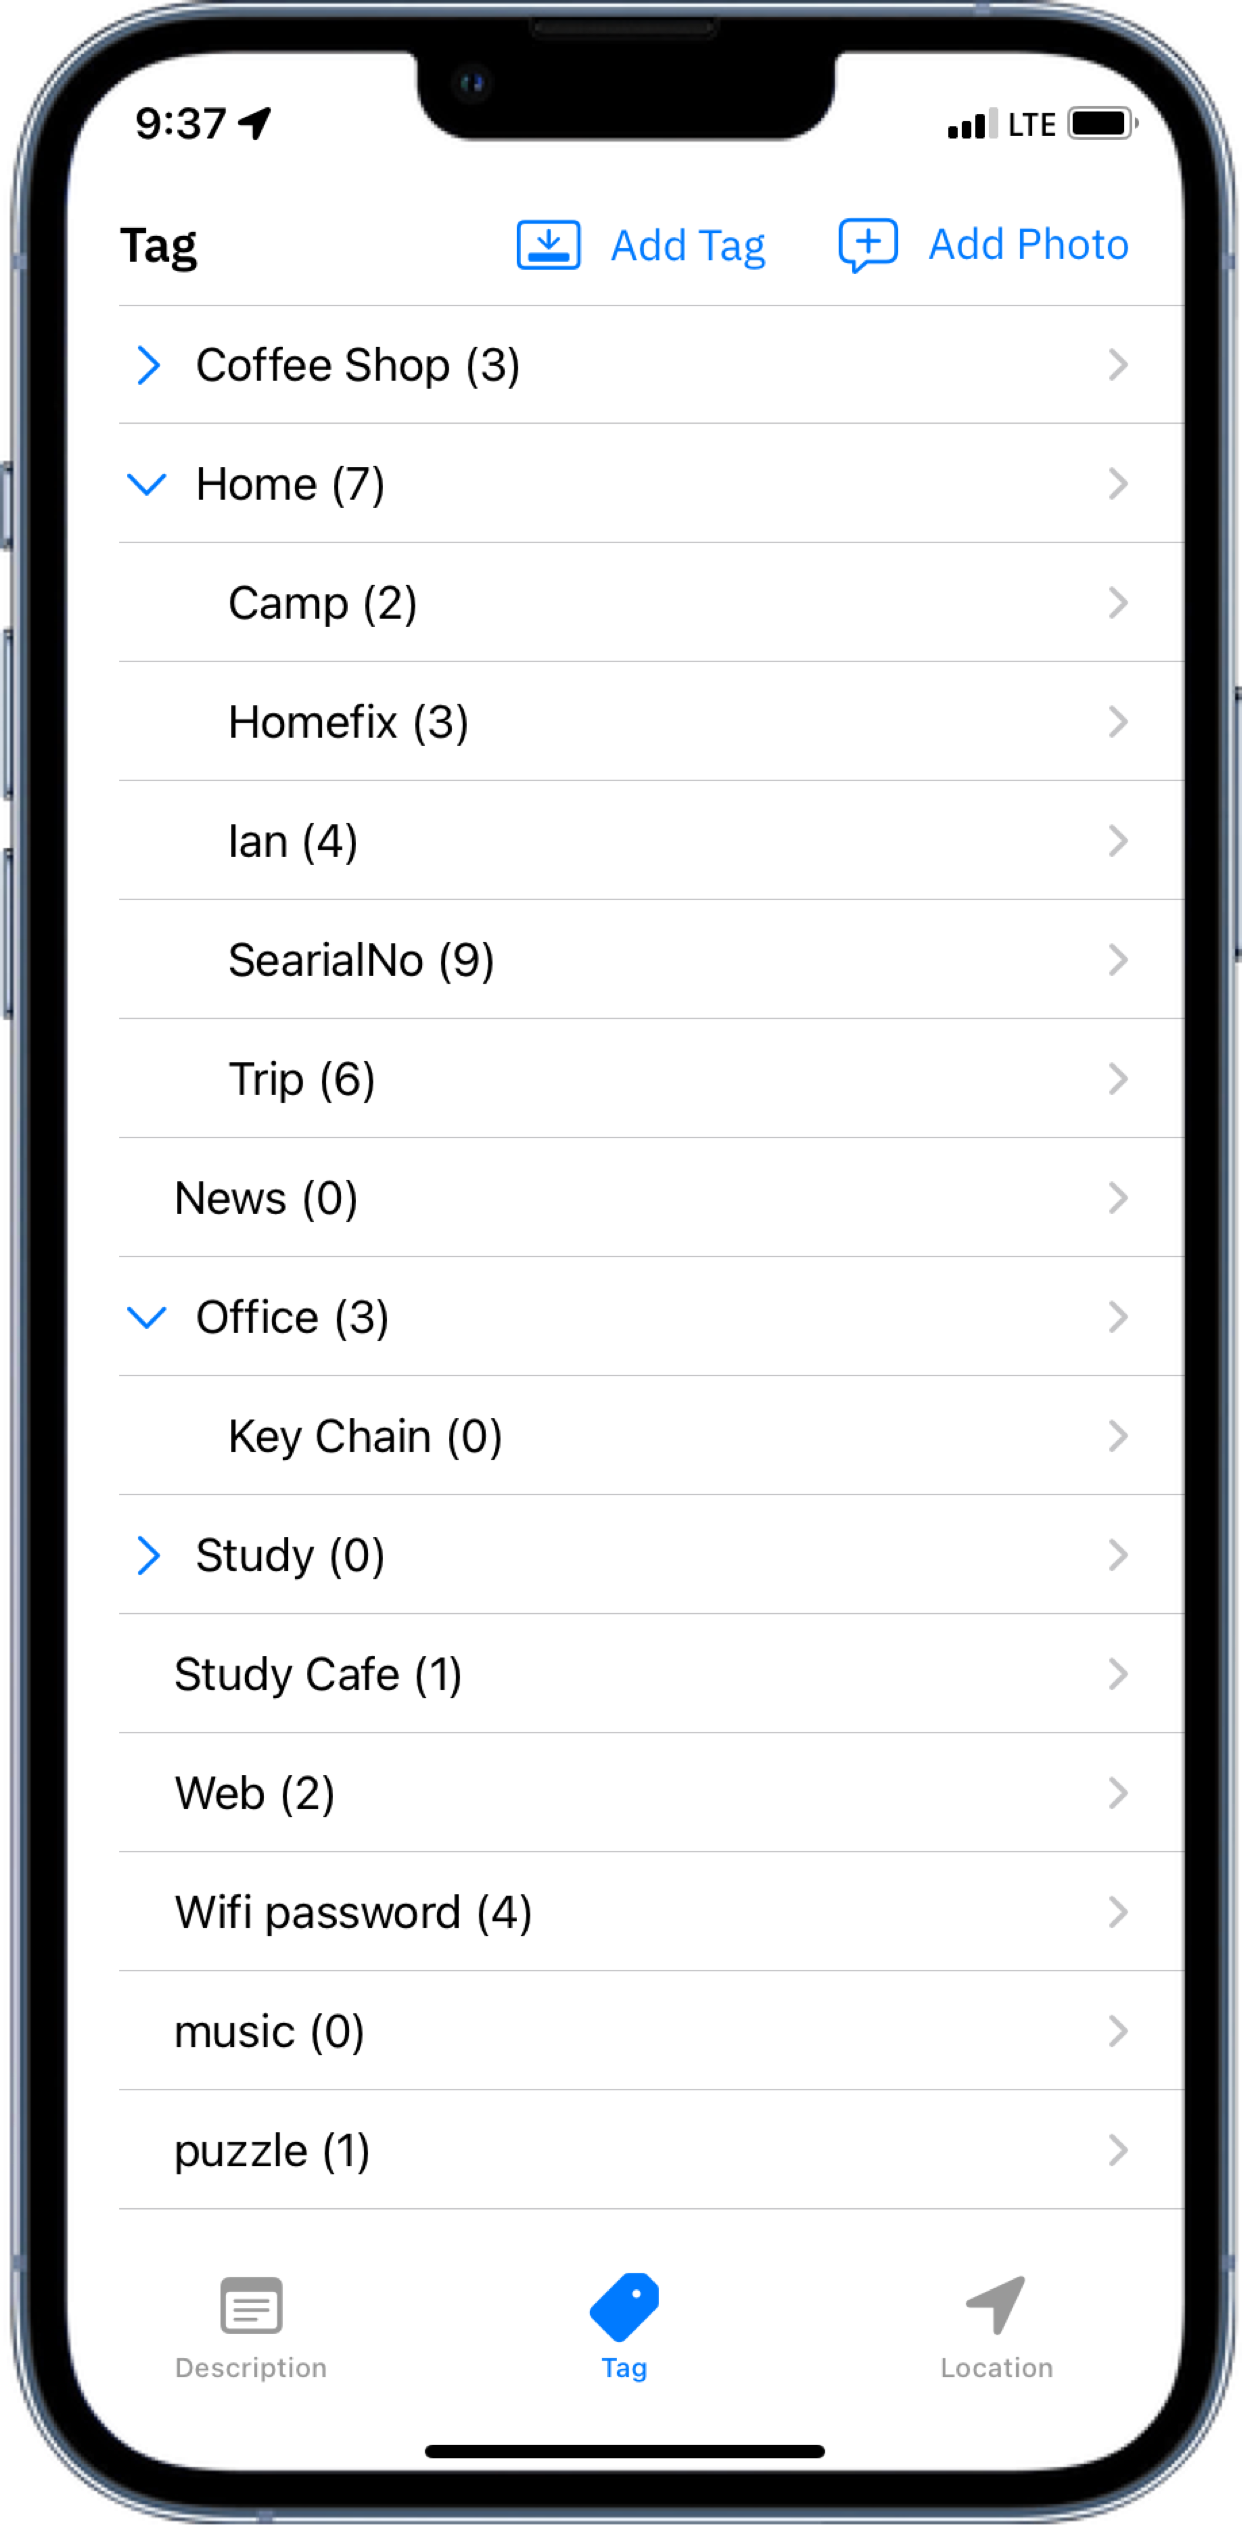 9:37 LTE
Tag Add Tag Add Photo
Coffee Shop (3)
Home (7)
Camp (2)
Homefix (3)
Ian (4)
SearialNo (9)
Trip (6)
News (0)
Office (3)
Key Chain (0)
Study (0)
Study Cafe (1)
Web (2)
Wifi password (4)
music (0)
puzzle (1)
Description Tag Location